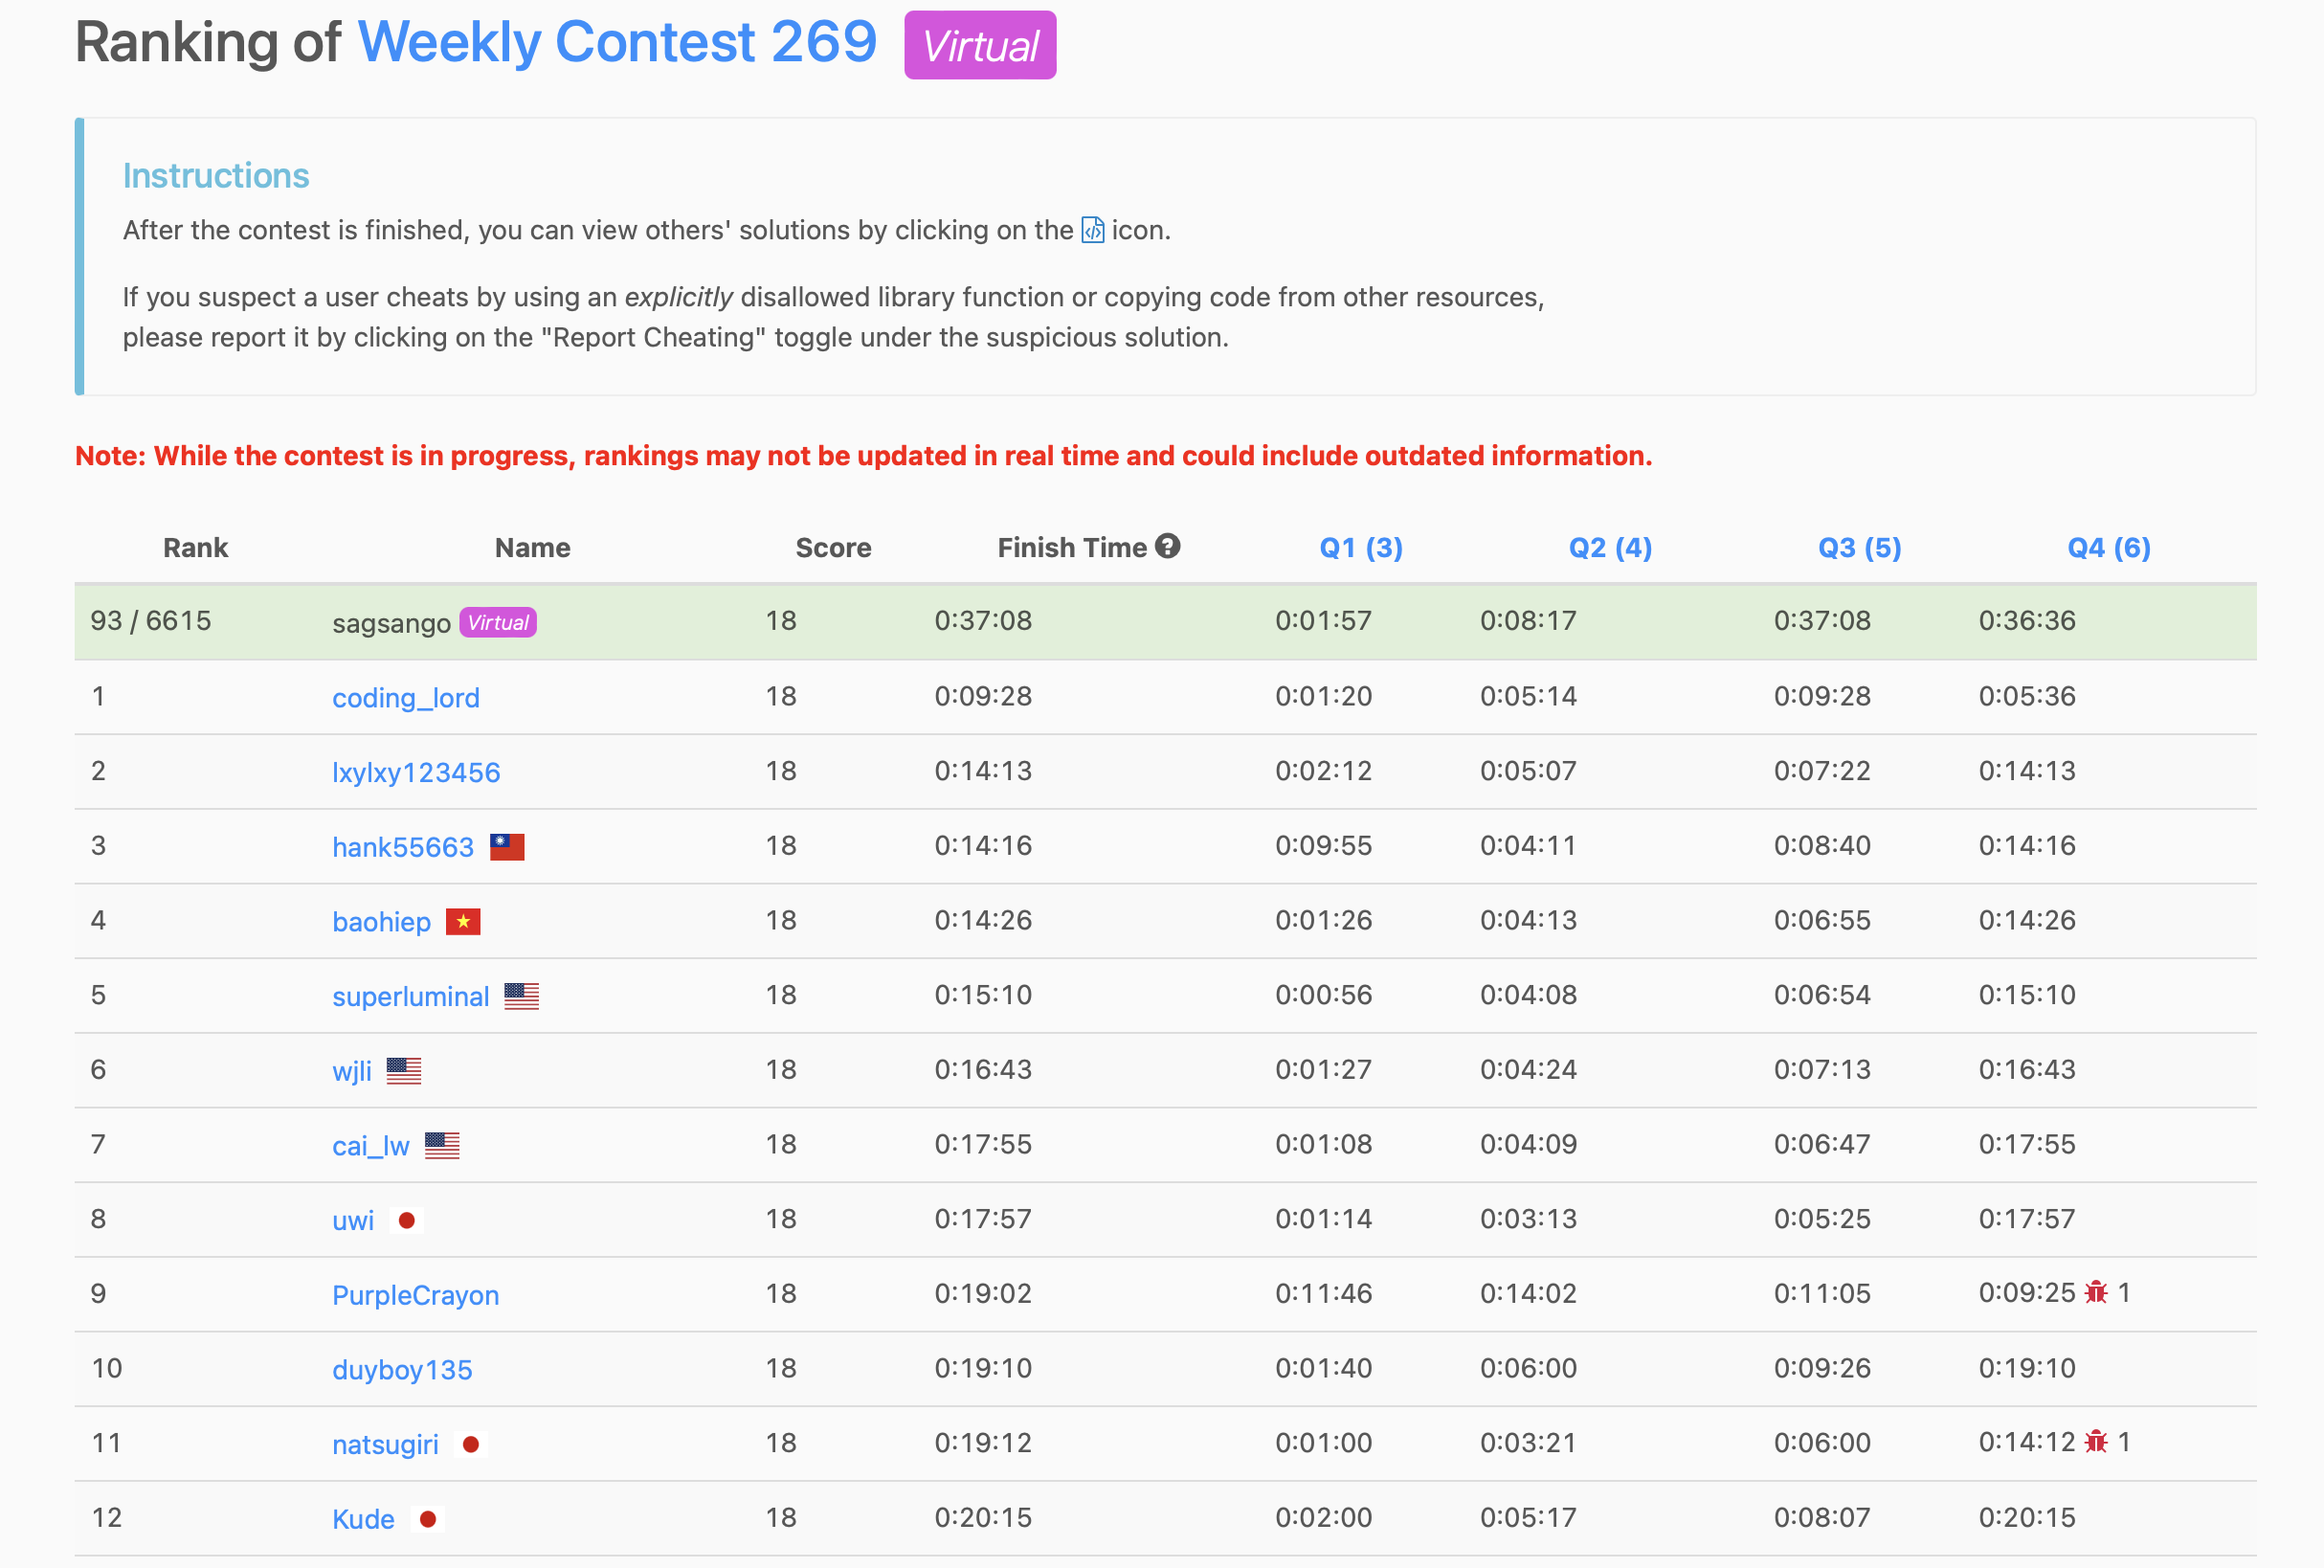 Ranking of Weekly Contest 269 Virtual
Instructions
After the contest is finished, you can view others' solutions by clicking on the </> icon.
If you suspect a user cheats by using an explicitly disallowed library function or copying code from other resources,
please report it by clicking on the "Report Cheating" toggle under the suspicious solution.
Note: While the contest is in progress, rankings may not be updated in real time and could include outdated information.
Rank Name Score Finish Time ? Q1 (3) Q2 (4) Q3 (5) Q4 (6)
93 / 6615 sagsango Virtual 18 0:37:08 0:01:57 0:08:17 0:37:08 0:36:36
1 coding_lord 18 0:09:28 0:01:20 0:05:14 0:09:28 0:05:36
2 lxylxy123456 18 0:14:13 0:02:12 0:05:07 0:07:22 0:14:13
3 hank55663 18 0:14:16 0:09:55 0:04:11 0:08:40 0:14:16
4 baohiep 18 0:14:26 0:01:26 0:04:13 0:06:55 0:14:26
5 superluminal 18 0:15:10 0:00:56 0:04:08 0:06:54 0:15:10
6 wjli 18 0:16:43 0:01:27 0:04:24 0:07:13 0:16:43
7 cai_lw 18 0:17:55 0:01:08 0:04:09 0:06:47 0:17:55
8 uwi 18 0:17:57 0:01:14 0:03:13 0:05:25 0:17:57
9 PurpleCrayon 18 0:19:02 0:11:46 0:14:02 0:11:05 0:09:25 1
10 duyboy135 18 0:19:10 0:01:40 0:06:00 0:09:26 0:19:10
11 natsugiri 18 0:19:12 0:01:00 0:03:21 0:06:00 0:14:12 1
12 Kude 18 0:20:15 0:02:00 0:05:17 0:08:07 0:20:15